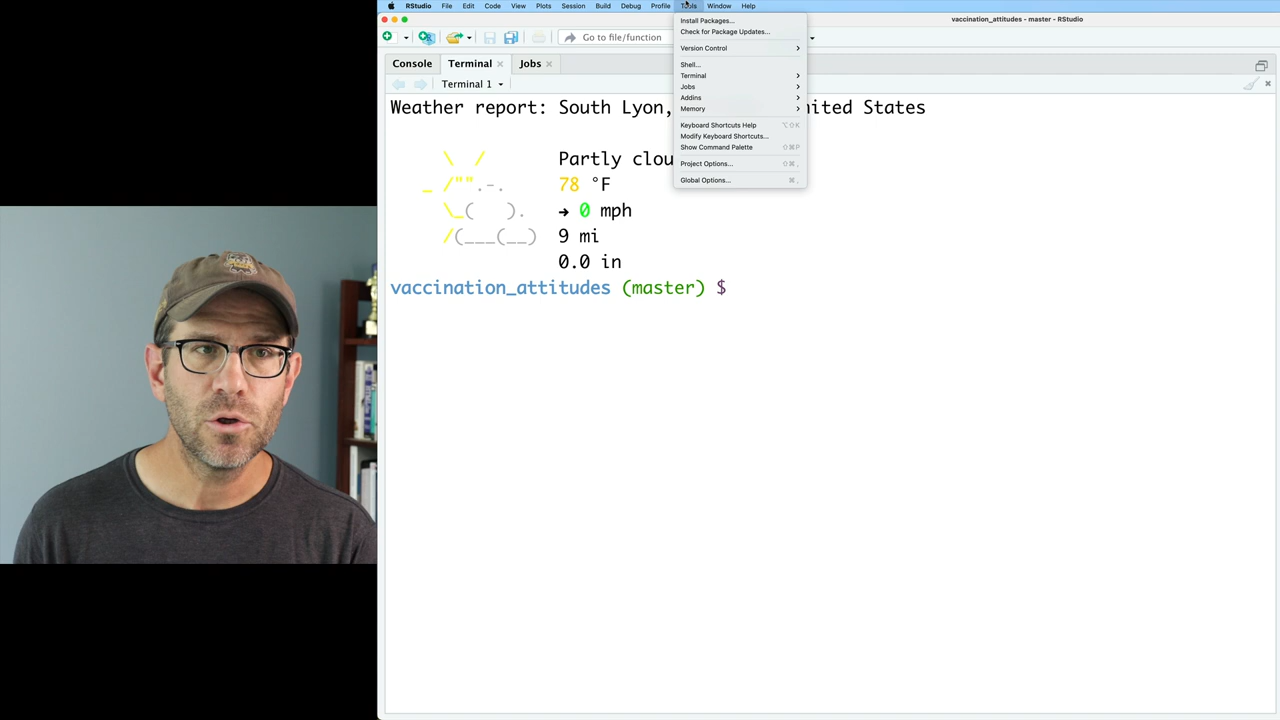 RStudio File Edit Code View Plots Session Build Debug Profile Tools Window Help
vaccination_attitudes - master - RStudio
Go to file/function
Install Packages...
Check for Package Updates...
Version Control
Shell...
Terminal
Jobs
Addins
Memory
Keyboard Shortcuts Help ⌥⇧K
Modify Keyboard Shortcuts...
Show Command Palette ⇧⌘P
Project Options... ⇧⌘,
Global Options... ⌘,
Console Terminal Jobs
Terminal 1
Weather report: South Lyon, nited States
Partly clou
78 °F
→ 0 mph
9 mi
0.0 in
vaccination_attitudes (master) $